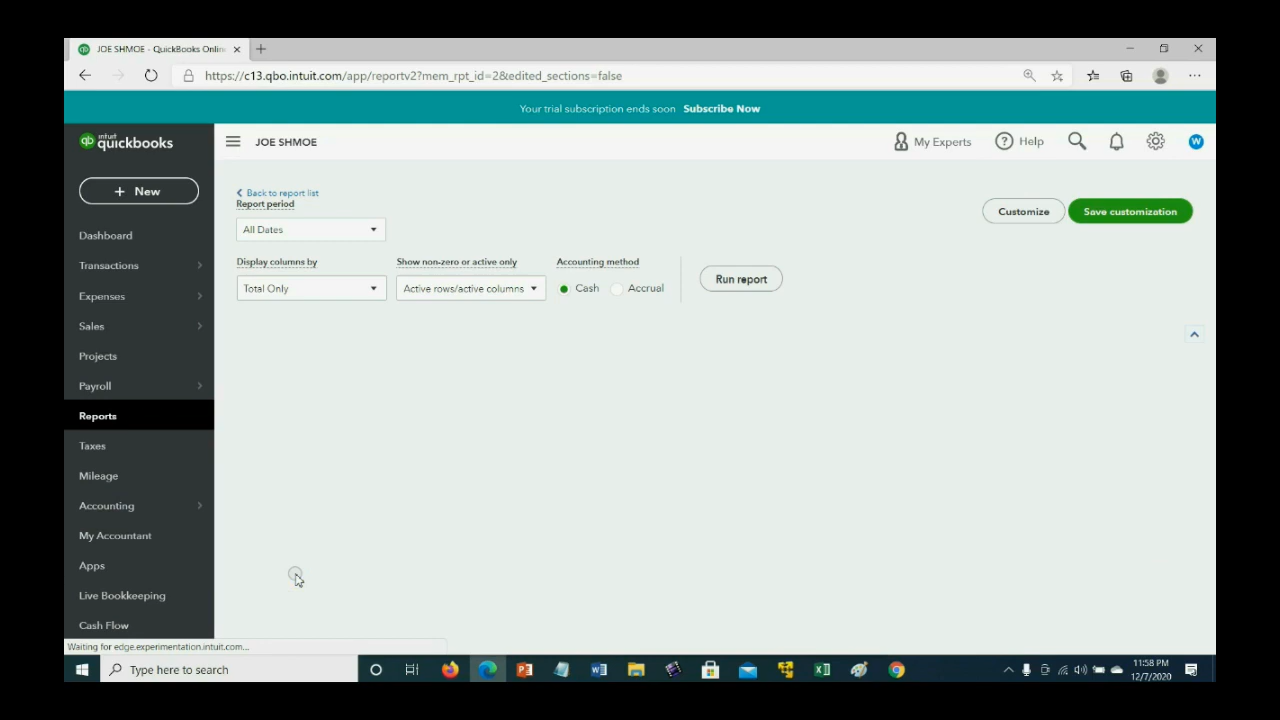 JOE SHMOE - QuickBooks Onlin
https://c13.qbo.intuit.com/app/reportv2?mem_rpt_id=2&edited_sections=false
Your trial subscription ends soon Subscribe Now
qb intuit quickbooks
JOE SHMOE
My Experts
Help
W
+ New
Dashboard
Transactions
Expenses
Sales
Projects
Payroll
Reports
Taxes
Mileage
Accounting
My Accountant
Apps
Live Bookkeeping
Cash Flow
Back to report list
Report period
All Dates
Customize
Save customization
Display columns by
Show non-zero or active only
Accounting method
Total Only
Active rows/active columns
Cash
Accrual
Run report
Waiting for edge.experimentation.intuit.com...
Type here to search
11:58 PM
12/7/2020